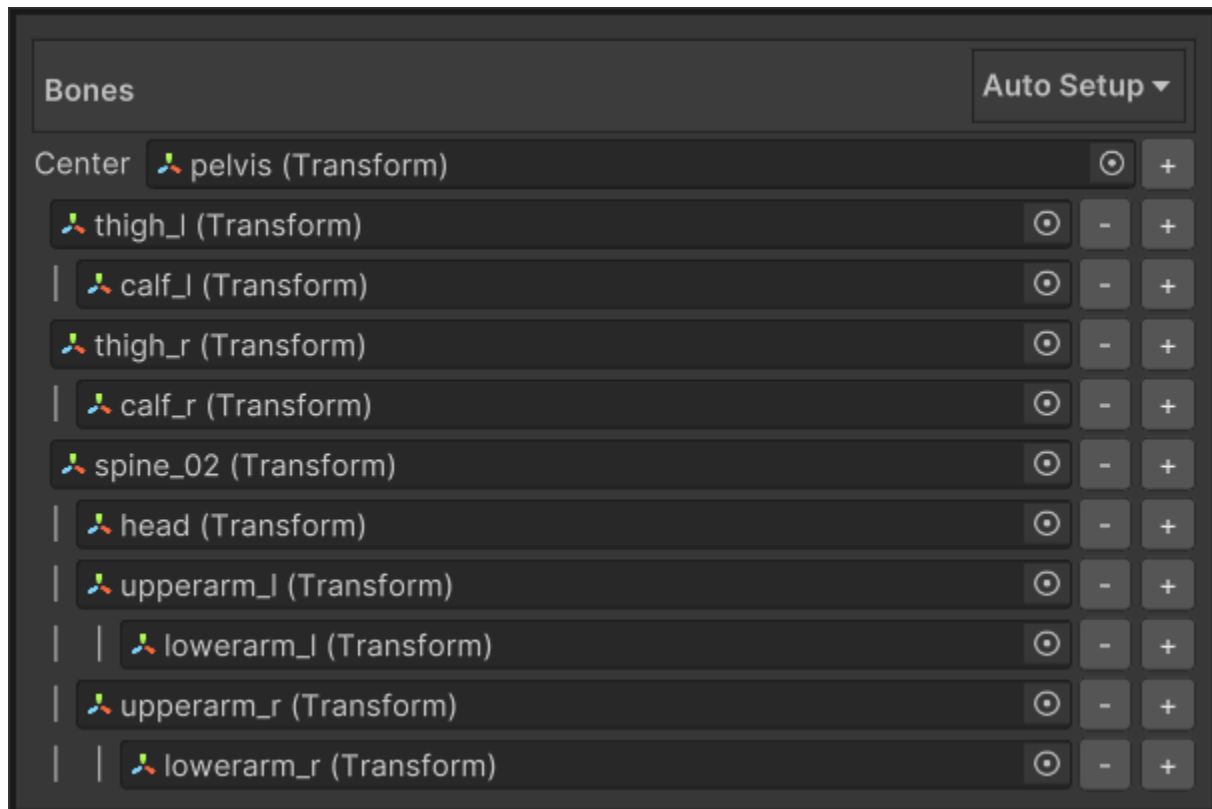 Bones Auto Setup
Center pelvis (Transform) +
thigh_l (Transform) - +
calf_l (Transform) - +
thigh_r (Transform) - +
calf_r (Transform) - +
spine_02 (Transform) - +
head (Transform) - +
upperarm_l (Transform) - +
lowerarm_l (Transform) - +
upperarm_r (Transform) - +
lowerarm_r (Transform) - +